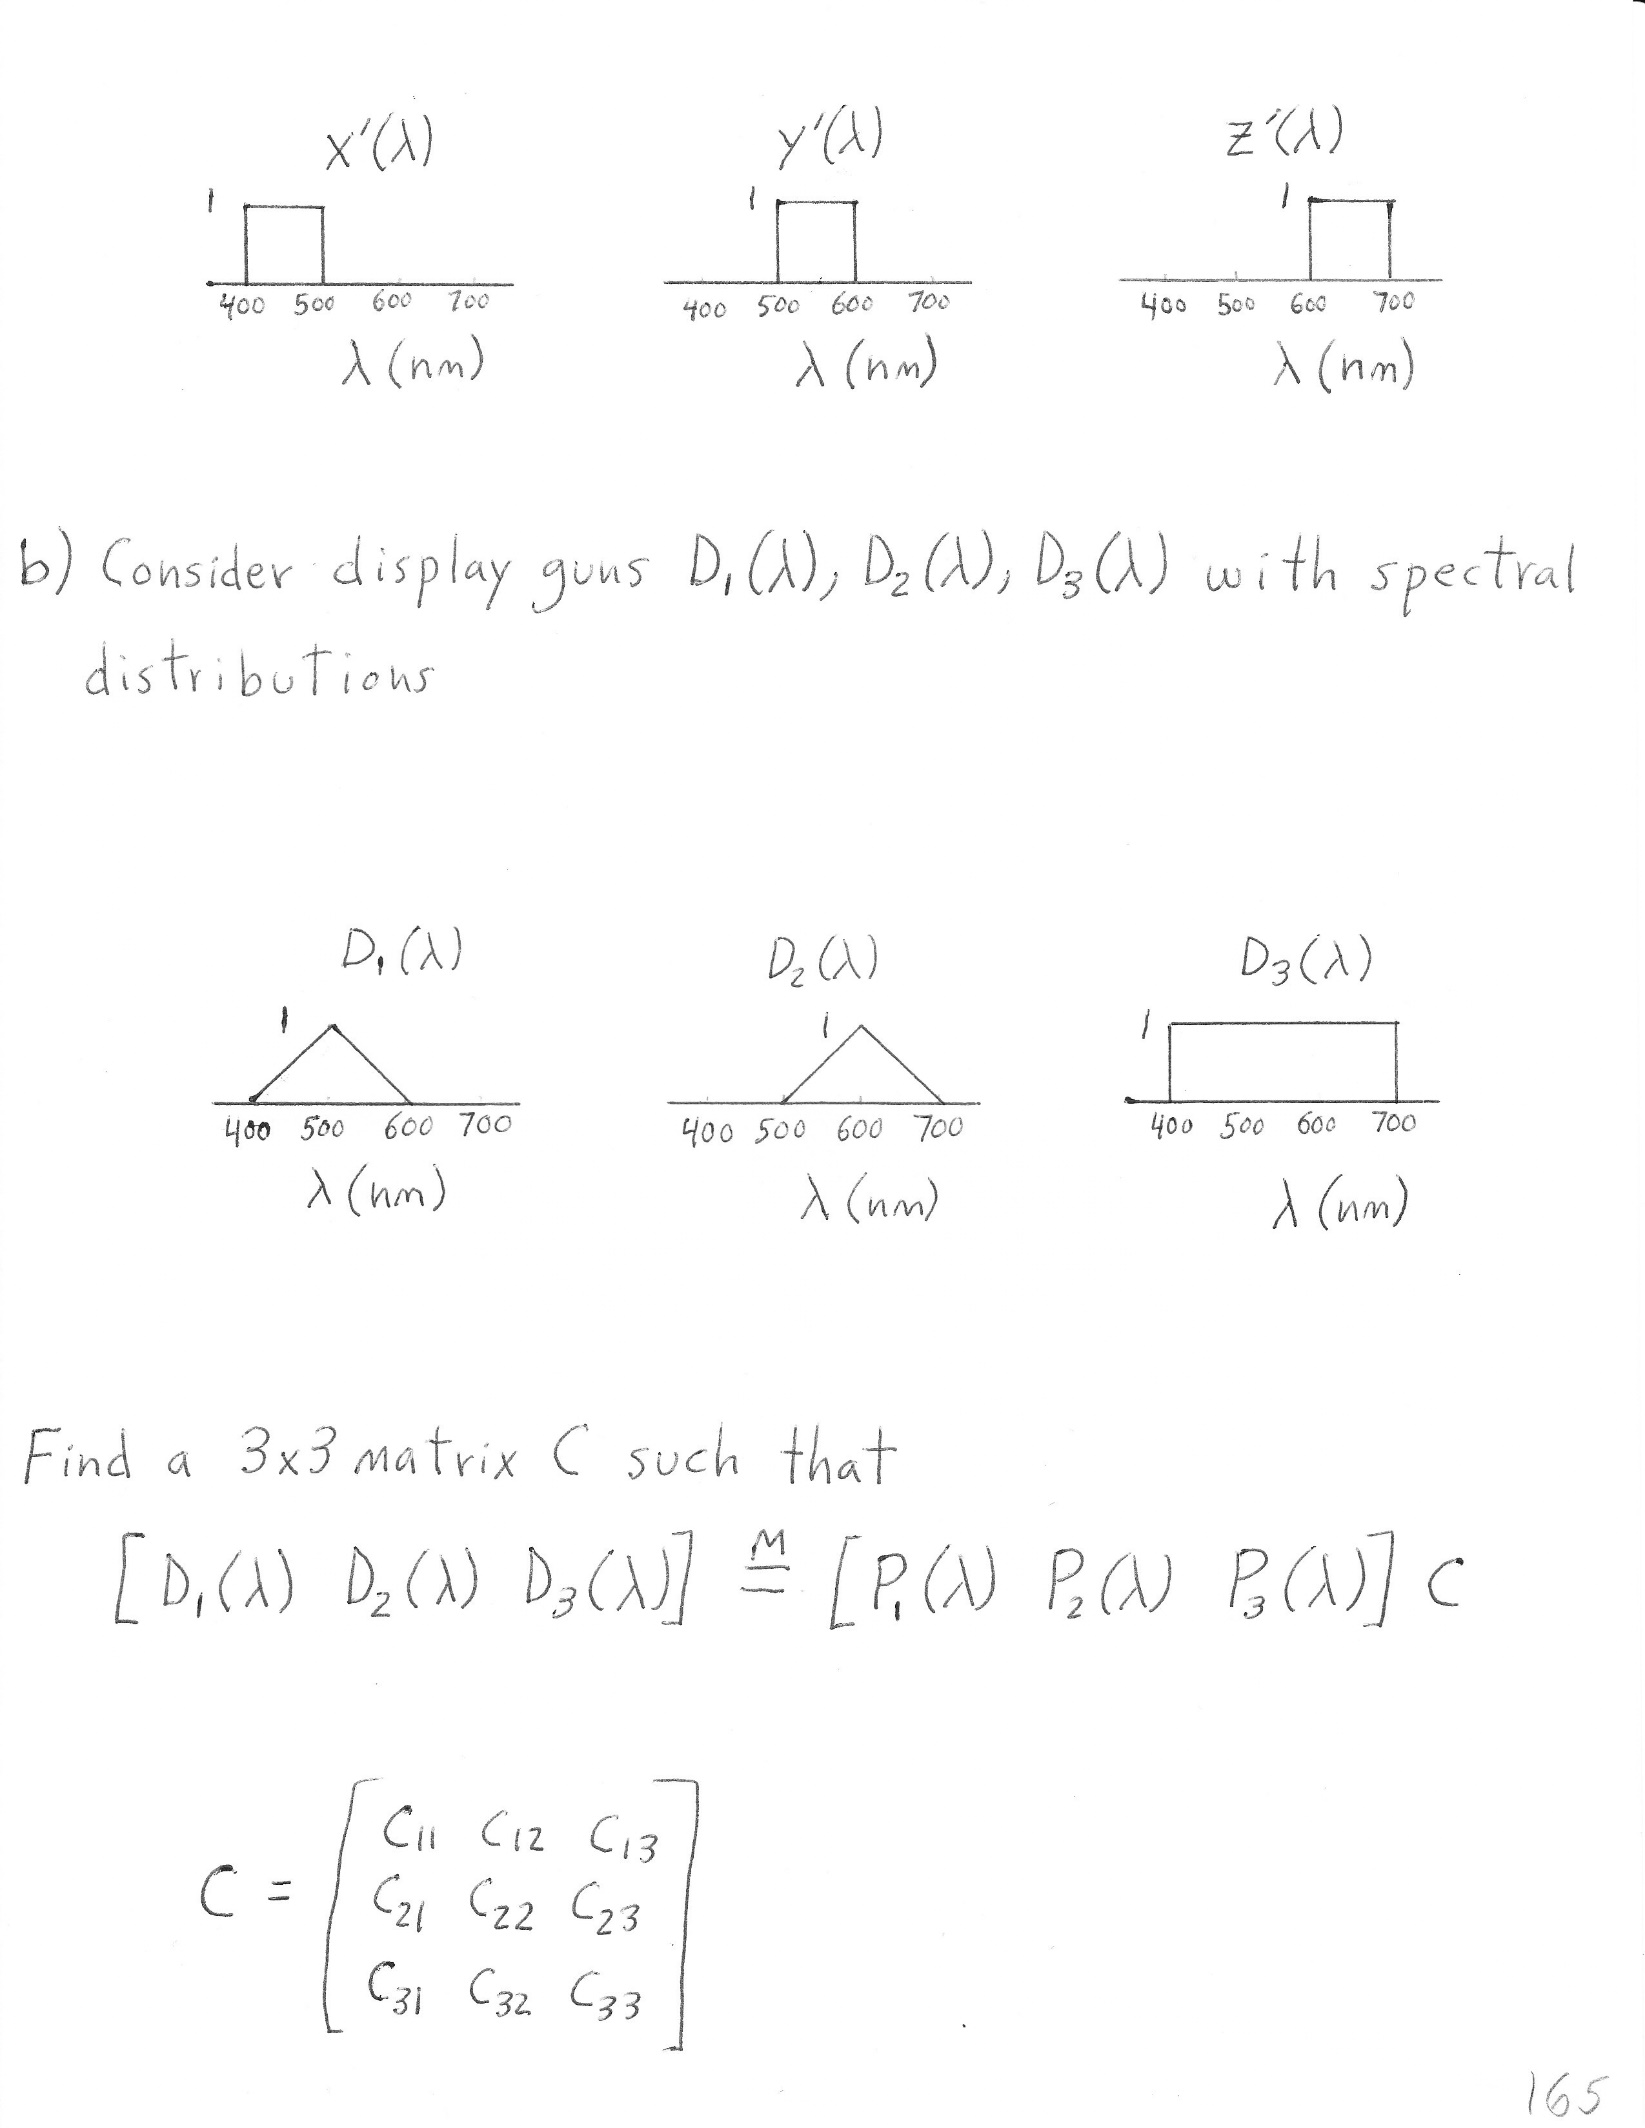 x'(λ) y'(λ) z'(λ)
1 1 1
400 500 600 700 400 500 600 700 400 500 600 700
λ (nm) λ (nm) λ (nm)
b) Consider display guns D₁(λ), D₂(λ), D₃(λ) with spectral
distributions
D₁(λ) D₂(λ) D₃(λ)
1 1 1
400 500 600 700 400 500 600 700 400 500 600 700
λ (nm) λ (nm) λ (nm)
Find a 3x3 matrix C such that
[D₁(λ) D₂(λ) D₃(λ)] M= [P₁(λ) P₂(λ) P₃(λ)] C
C₁₁ C₁₂ C₁₃
C = C₂₁ C₂₂ C₂₃
C₃₁ C₃₂ C₃₃
165